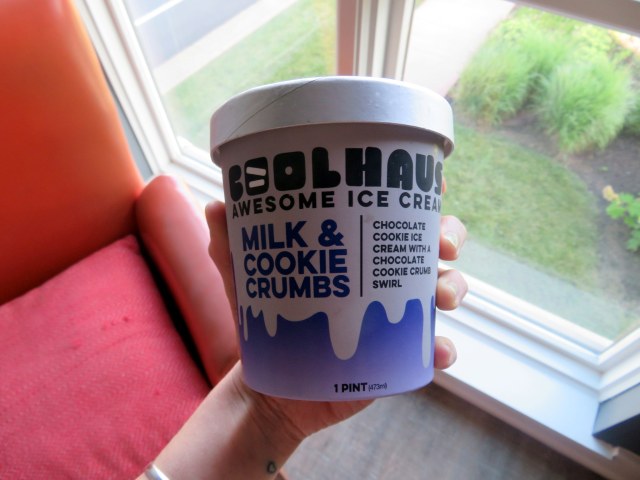 COOLHAUS
AWESOME ICE CREAM
MILK &
COOKIE
CRUMBS
CHOCOLATE
COOKIE ICE
CREAM WITH A
CHOCOLATE
COOKIE CRUMB
SWIRL
1 PINT (473ml)